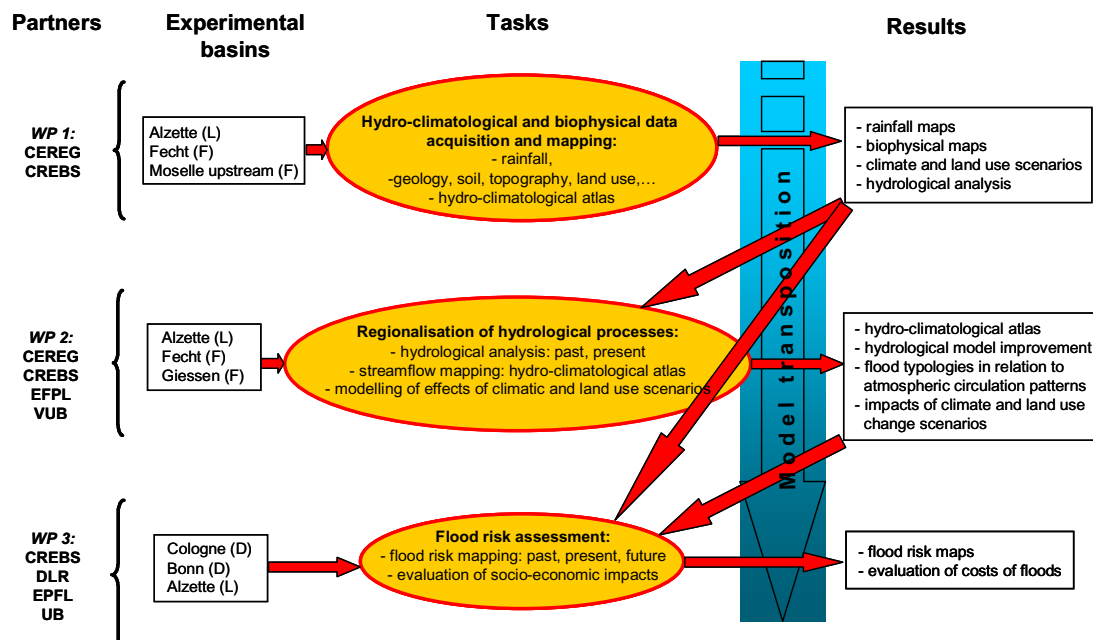 Partners
Experimental
basins
Tasks
Results
WP 1:
CEREG
CREBS
Alzette (L)
Fecht (F)
Moselle upstream (F)
Hydro-climatological and biophysical data
acquisition and mapping:
- rainfall,
-geology, soil, topography, land use,…
- hydro-climatological atlas
- rainfall maps
- biophysical maps
- climate and land use scenarios
- hydrological analysis
Model transposition
WP 2:
CEREG
CREBS
EFPL
VUB
Alzette (L)
Fecht (F)
Giessen (F)
Regionalisation of hydrological processes:
- hydrological analysis: past, present
- streamflow mapping: hydro-climatological atlas
- modelling of effects of climatic and land use scenarios
- hydro-climatological atlas
- hydrological model improvement
- flood typologies in relation to
atmospheric circulation patterns
- impacts of climate and land use
change scenarios
WP 3:
CREBS
DLR
EPFL
UB
Cologne (D)
Bonn (D)
Alzette (L)
Flood risk assessment:
- flood risk mapping: past, present, future
- evaluation of socio-economic impacts
- flood risk maps
- evaluation of costs of floods